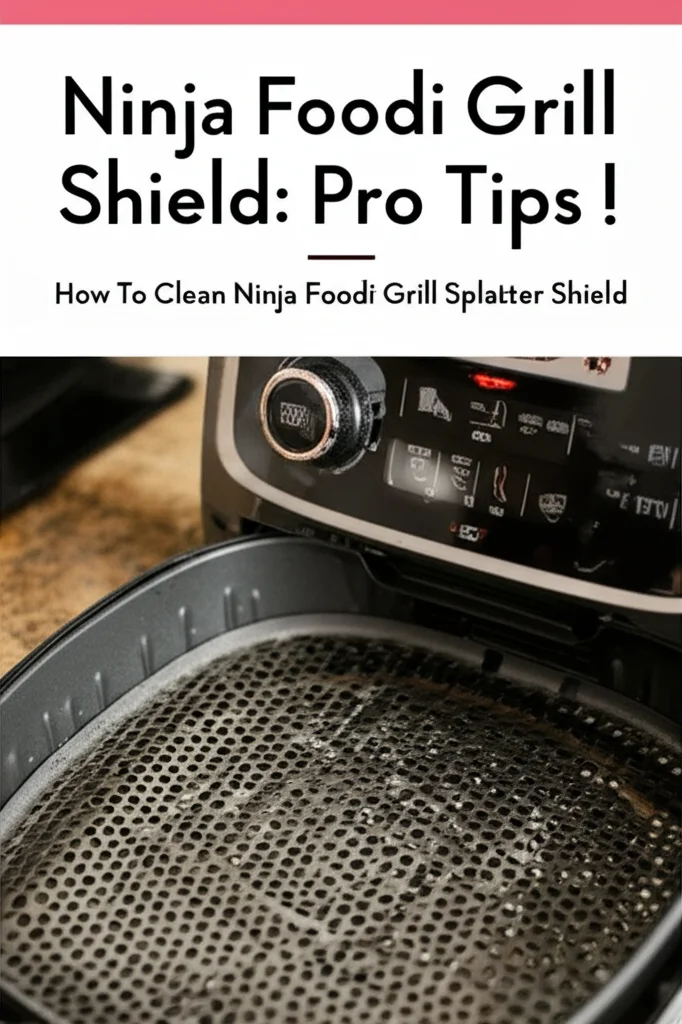 Ninja Foodi Grill
Shield: Pro Tips !
How To Clean Ninja Foodi Grill Splatter Shield